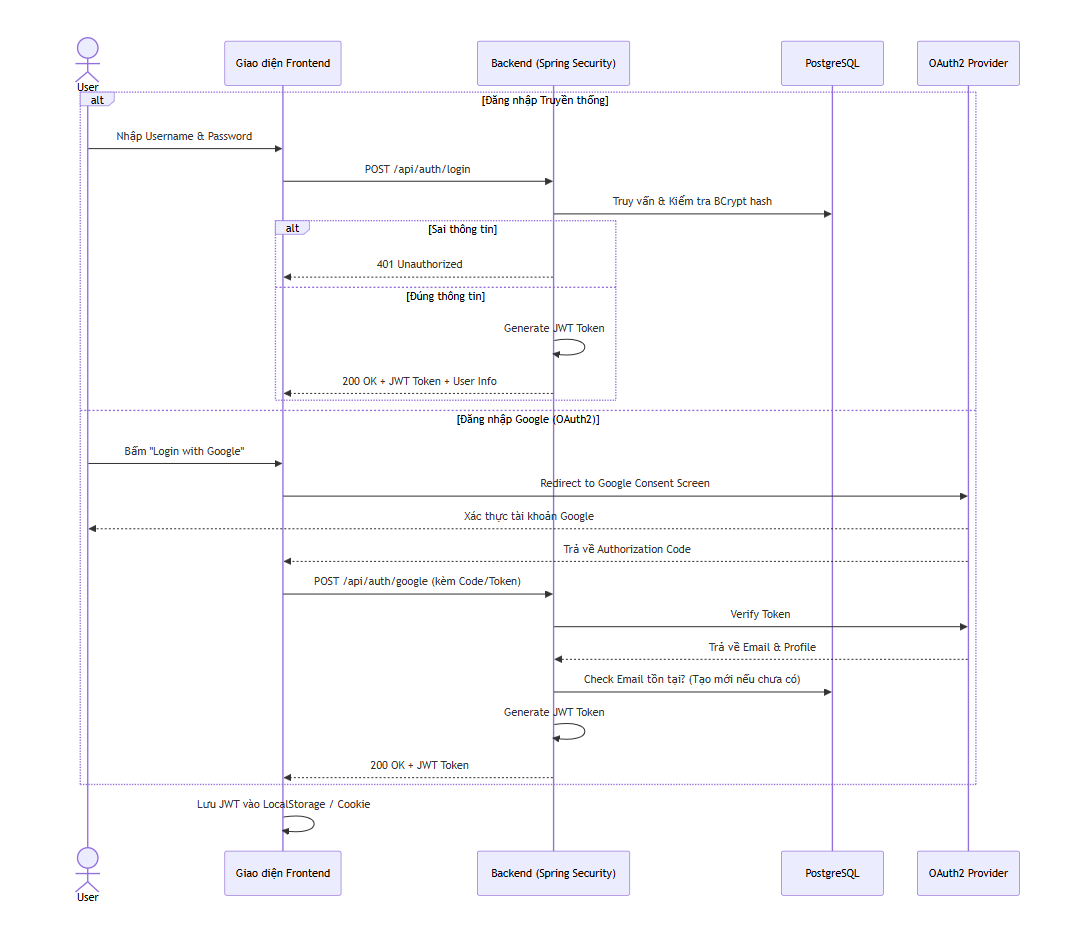 User
Giao diện Frontend
Backend (Spring Security)
PostgreSQL
OAuth2 Provider
alt
[Đăng nhập Truyền thống]
Nhập Username & Password
POST /api/auth/login
Truy vấn & Kiểm tra BCrypt hash
alt
[Sai thông tin]
401 Unauthorized
[Đúng thông tin]
Generate JWT Token
200 OK + JWT Token + User Info
[Đăng nhập Google (OAuth2)]
Bấm "Login with Google"
Redirect to Google Consent Screen
Xác thực tài khoản Google
Trả về Authorization Code
POST /api/auth/google (kèm Code/Token)
Verify Token
Trả về Email & Profile
Check Email tồn tại? (Tạo mới nếu chưa có)
Generate JWT Token
200 OK + JWT Token
Lưu JWT vào LocalStorage / Cookie
User
Giao diện Frontend
Backend (Spring Security)
PostgreSQL
OAuth2 Provider